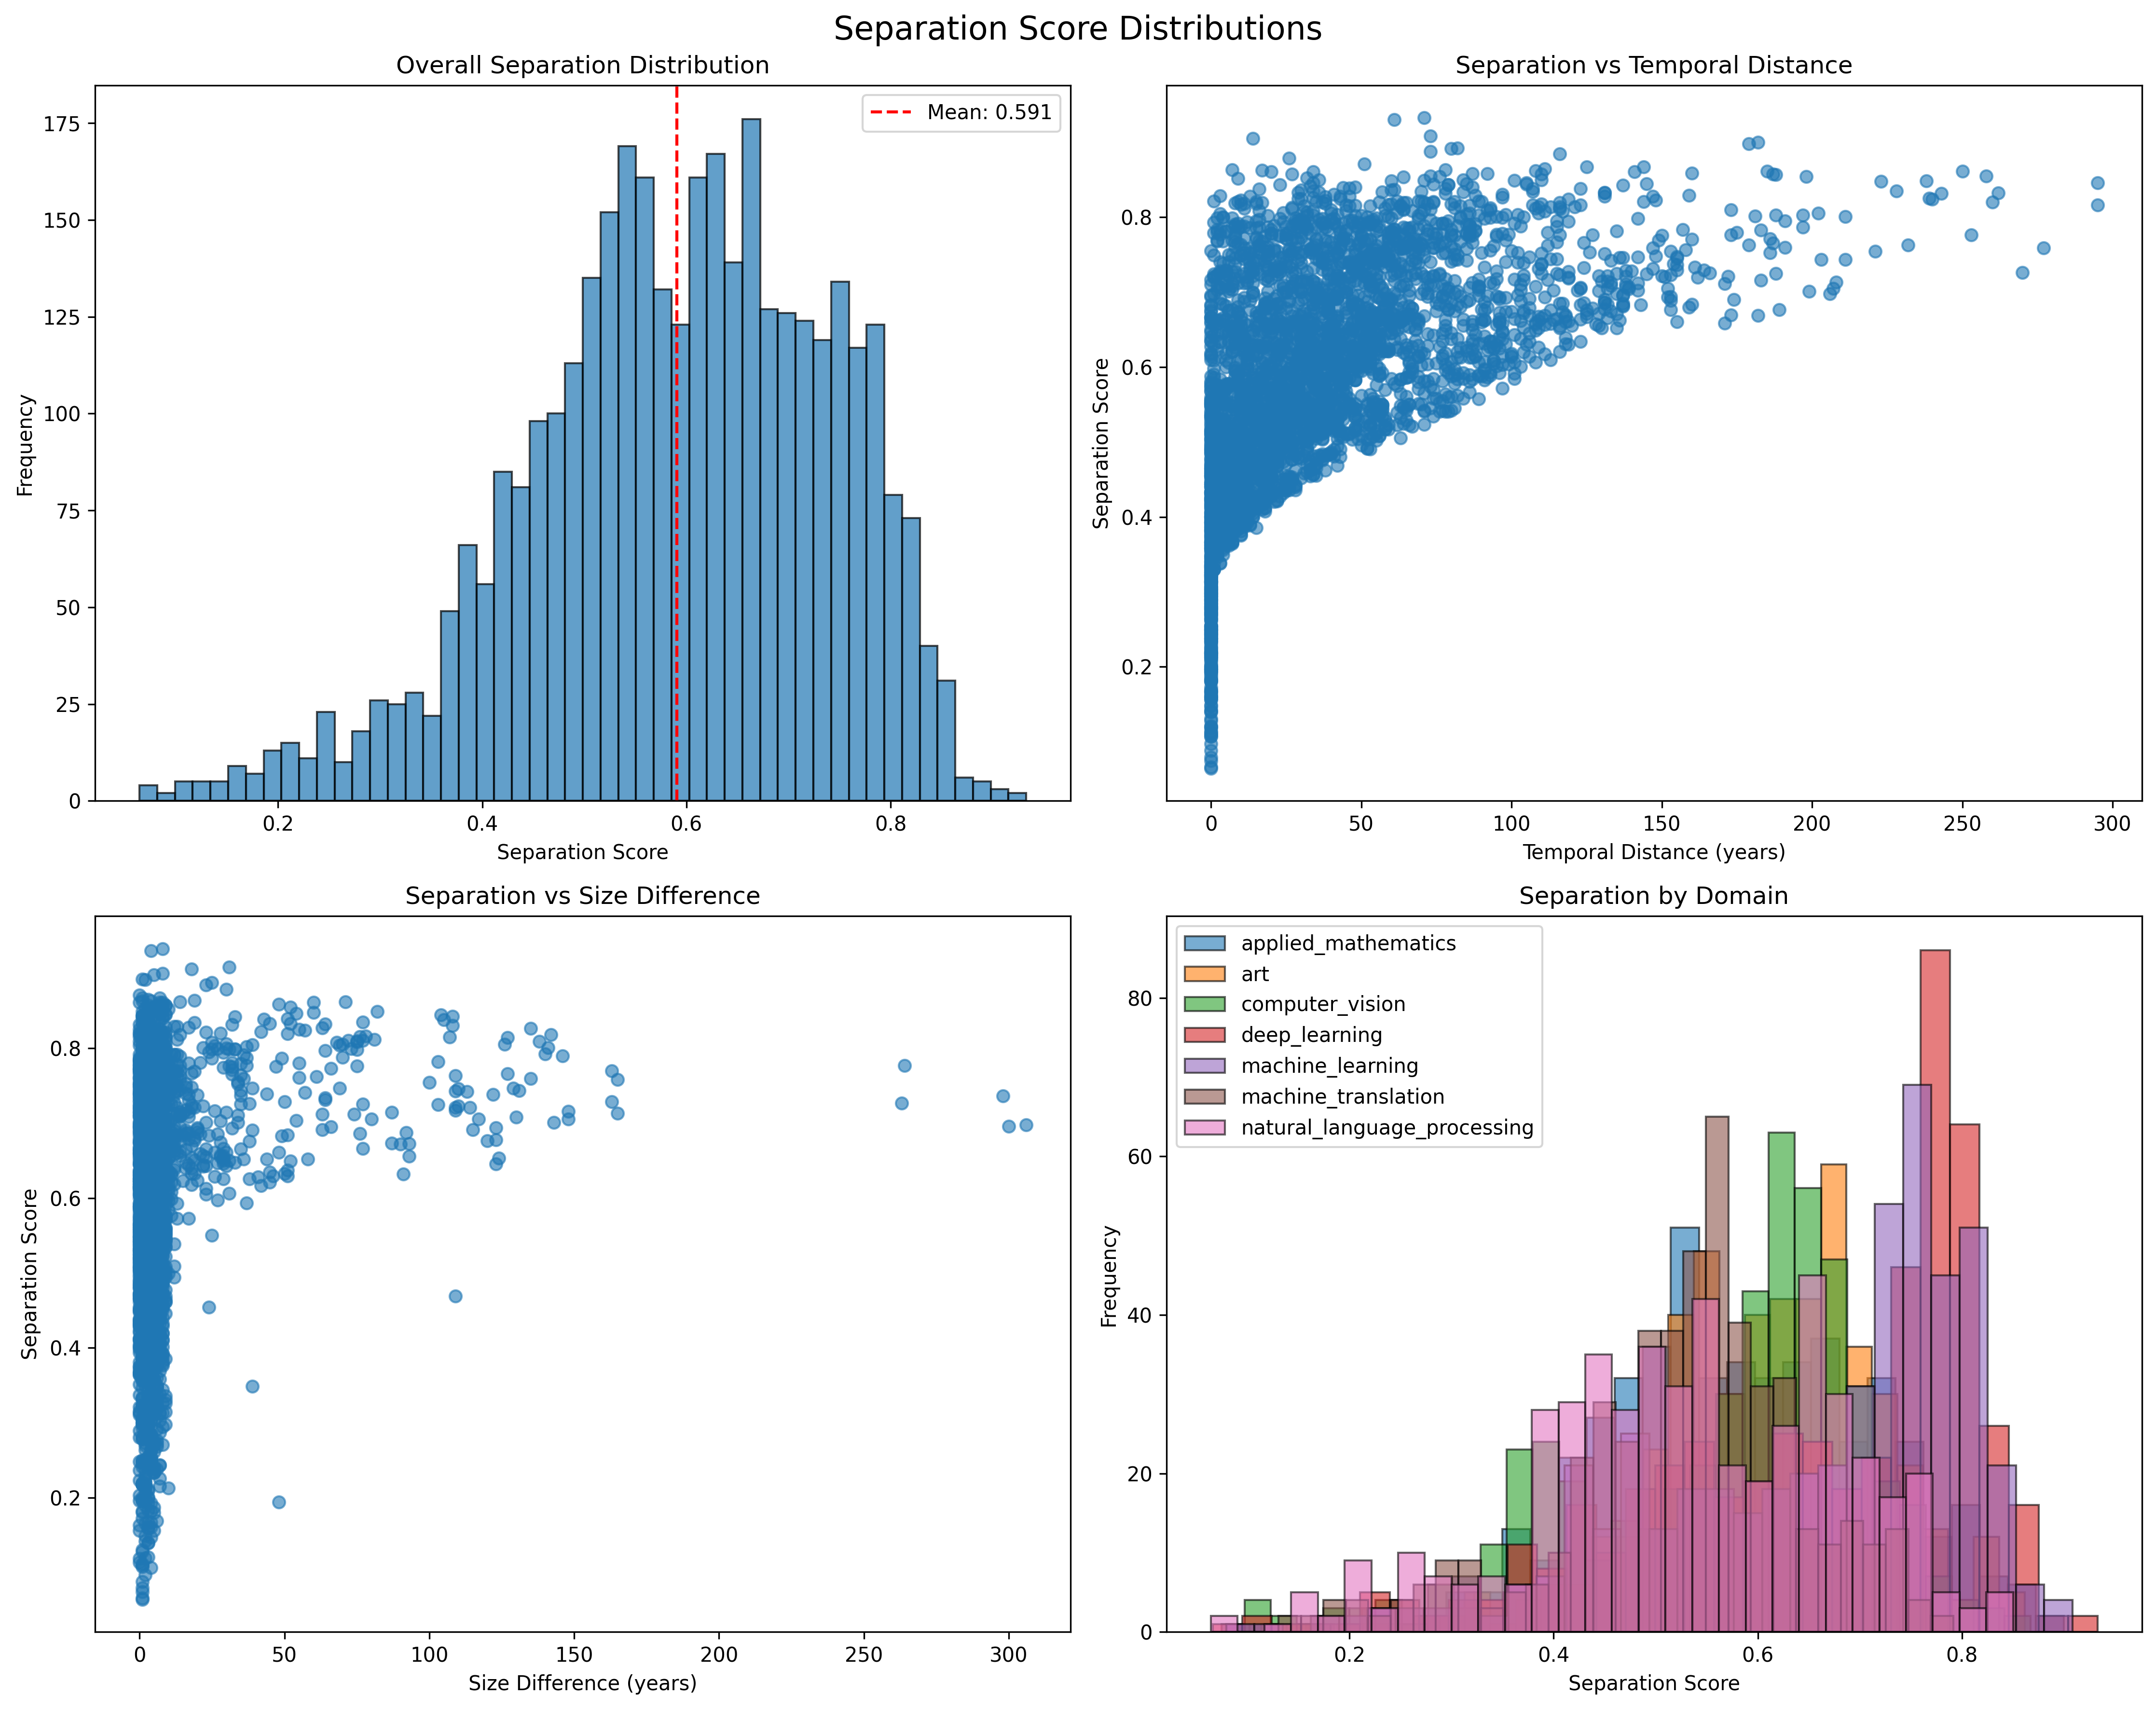 Separation Score Distributions
Overall Separation Distribution
Mean: 0.591
Frequency
175
150
125
100
75
50
25
0
0.2 0.4 0.6 0.8
Separation Score
Separation vs Temporal Distance
Separation Score
0.8
0.6
0.4
0.2
0 50 100 150 200 250 300
Temporal Distance (years)
Separation vs Size Difference
Separation Score
0.8
0.6
0.4
0.2
0 50 100 150 200 250 300
Size Difference (years)
Separation by Domain
applied_mathematics
art
computer_vision
deep_learning
machine_learning
machine_translation
natural_language_processing
Frequency
80
60
40
20
0
0.2 0.4 0.6 0.8
Separation Score